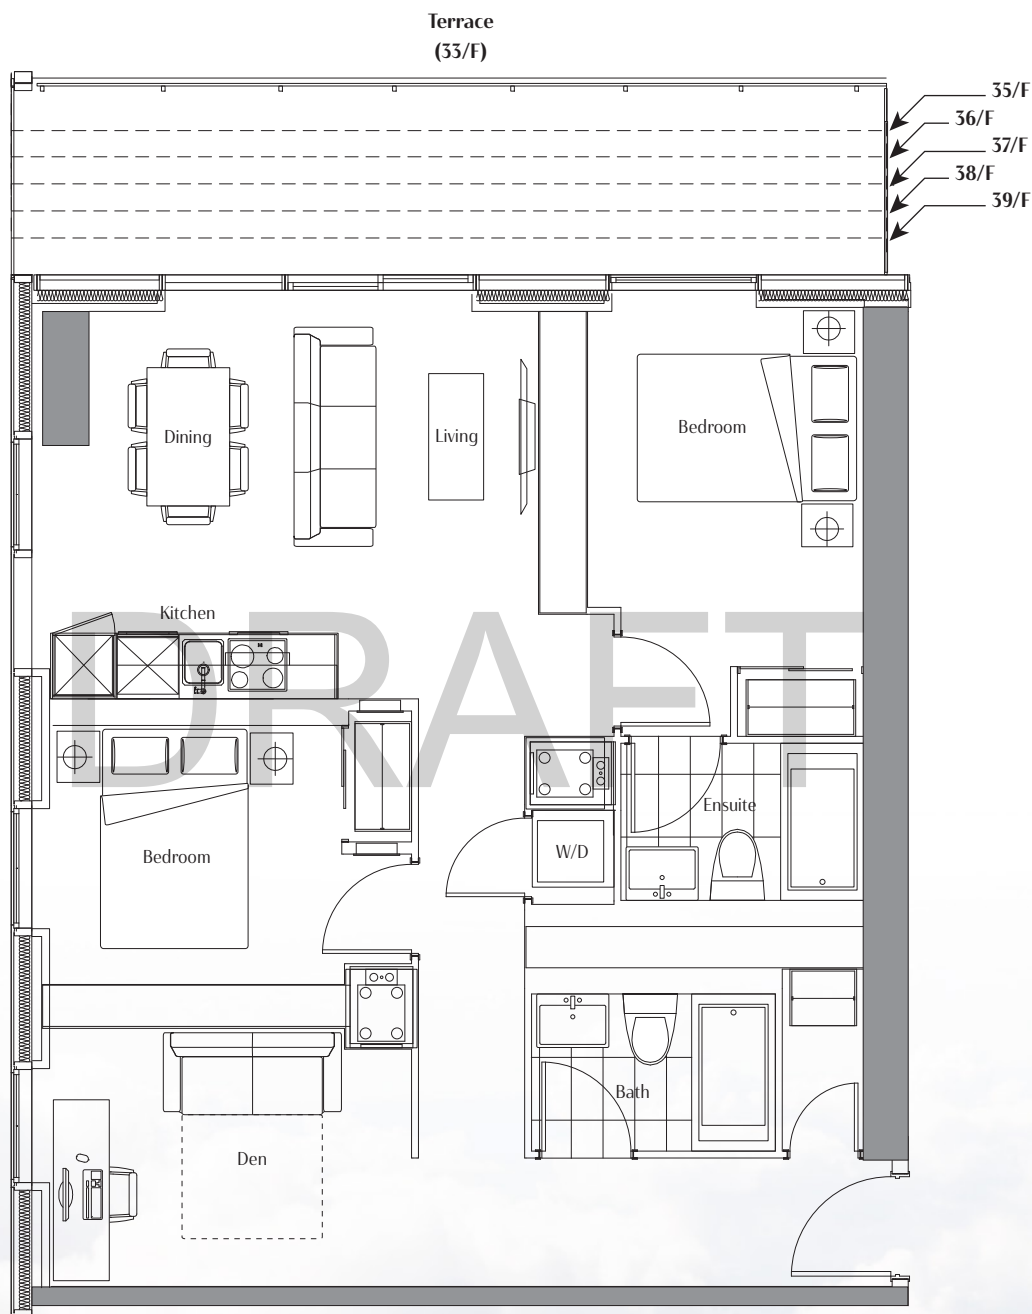 Terrace
(33/F)
35/F
36/F
37/F
38/F
39/F
Dining
Living
Bedroom
Kitchen
DRAFT
Ensuite
Bedroom
W/D
Bath
Den